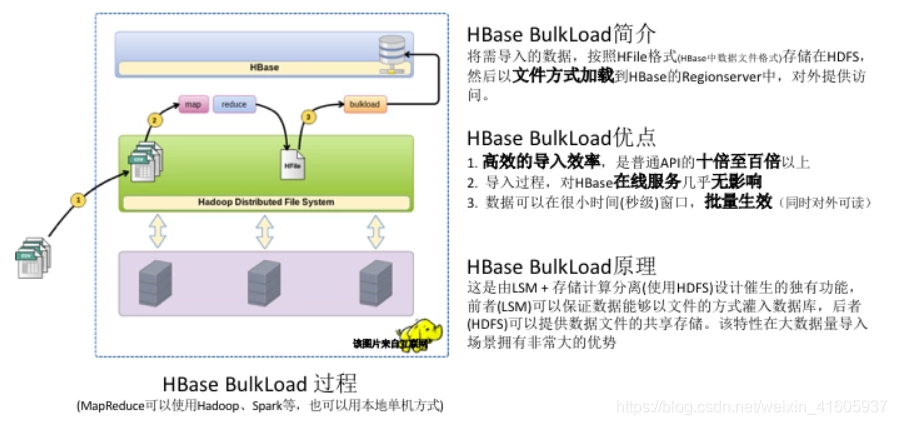 HBase
2
map
reduce
3
bulkload
HFile
1
Hadoop Distributed File System
该图片来自互联网
HBase BulkLoad 过程
(MapReduce可以使用Hadoop、Spark等，也可以用本地单机方式)
HBase BulkLoad简介
将需导入的数据，按照HFile格式(HBase中数据文件格式)存储在HDFS，
然后以文件方式加载到HBase的Regionserver中，对外提供访
问。
HBase BulkLoad优点
1. 高效的导入效率，是普通API的十倍至百倍以上
2. 导入过程，对HBase在线服务几乎无影响
3. 数据可以在很小时间(秒级)窗口，批量生效（同时对外可读）
HBase BulkLoad原理
这是由LSM + 存储计算分离(使用HDFS)设计催生的独有功能，
前者(LSM)可以保证数据能够以文件的方式灌入数据库，后者
(HDFS)可以提供数据文件的共享存储。该特性在大数据量导入
场景拥有非常大的优势
https://blog.csdn.net/weixin_41605937